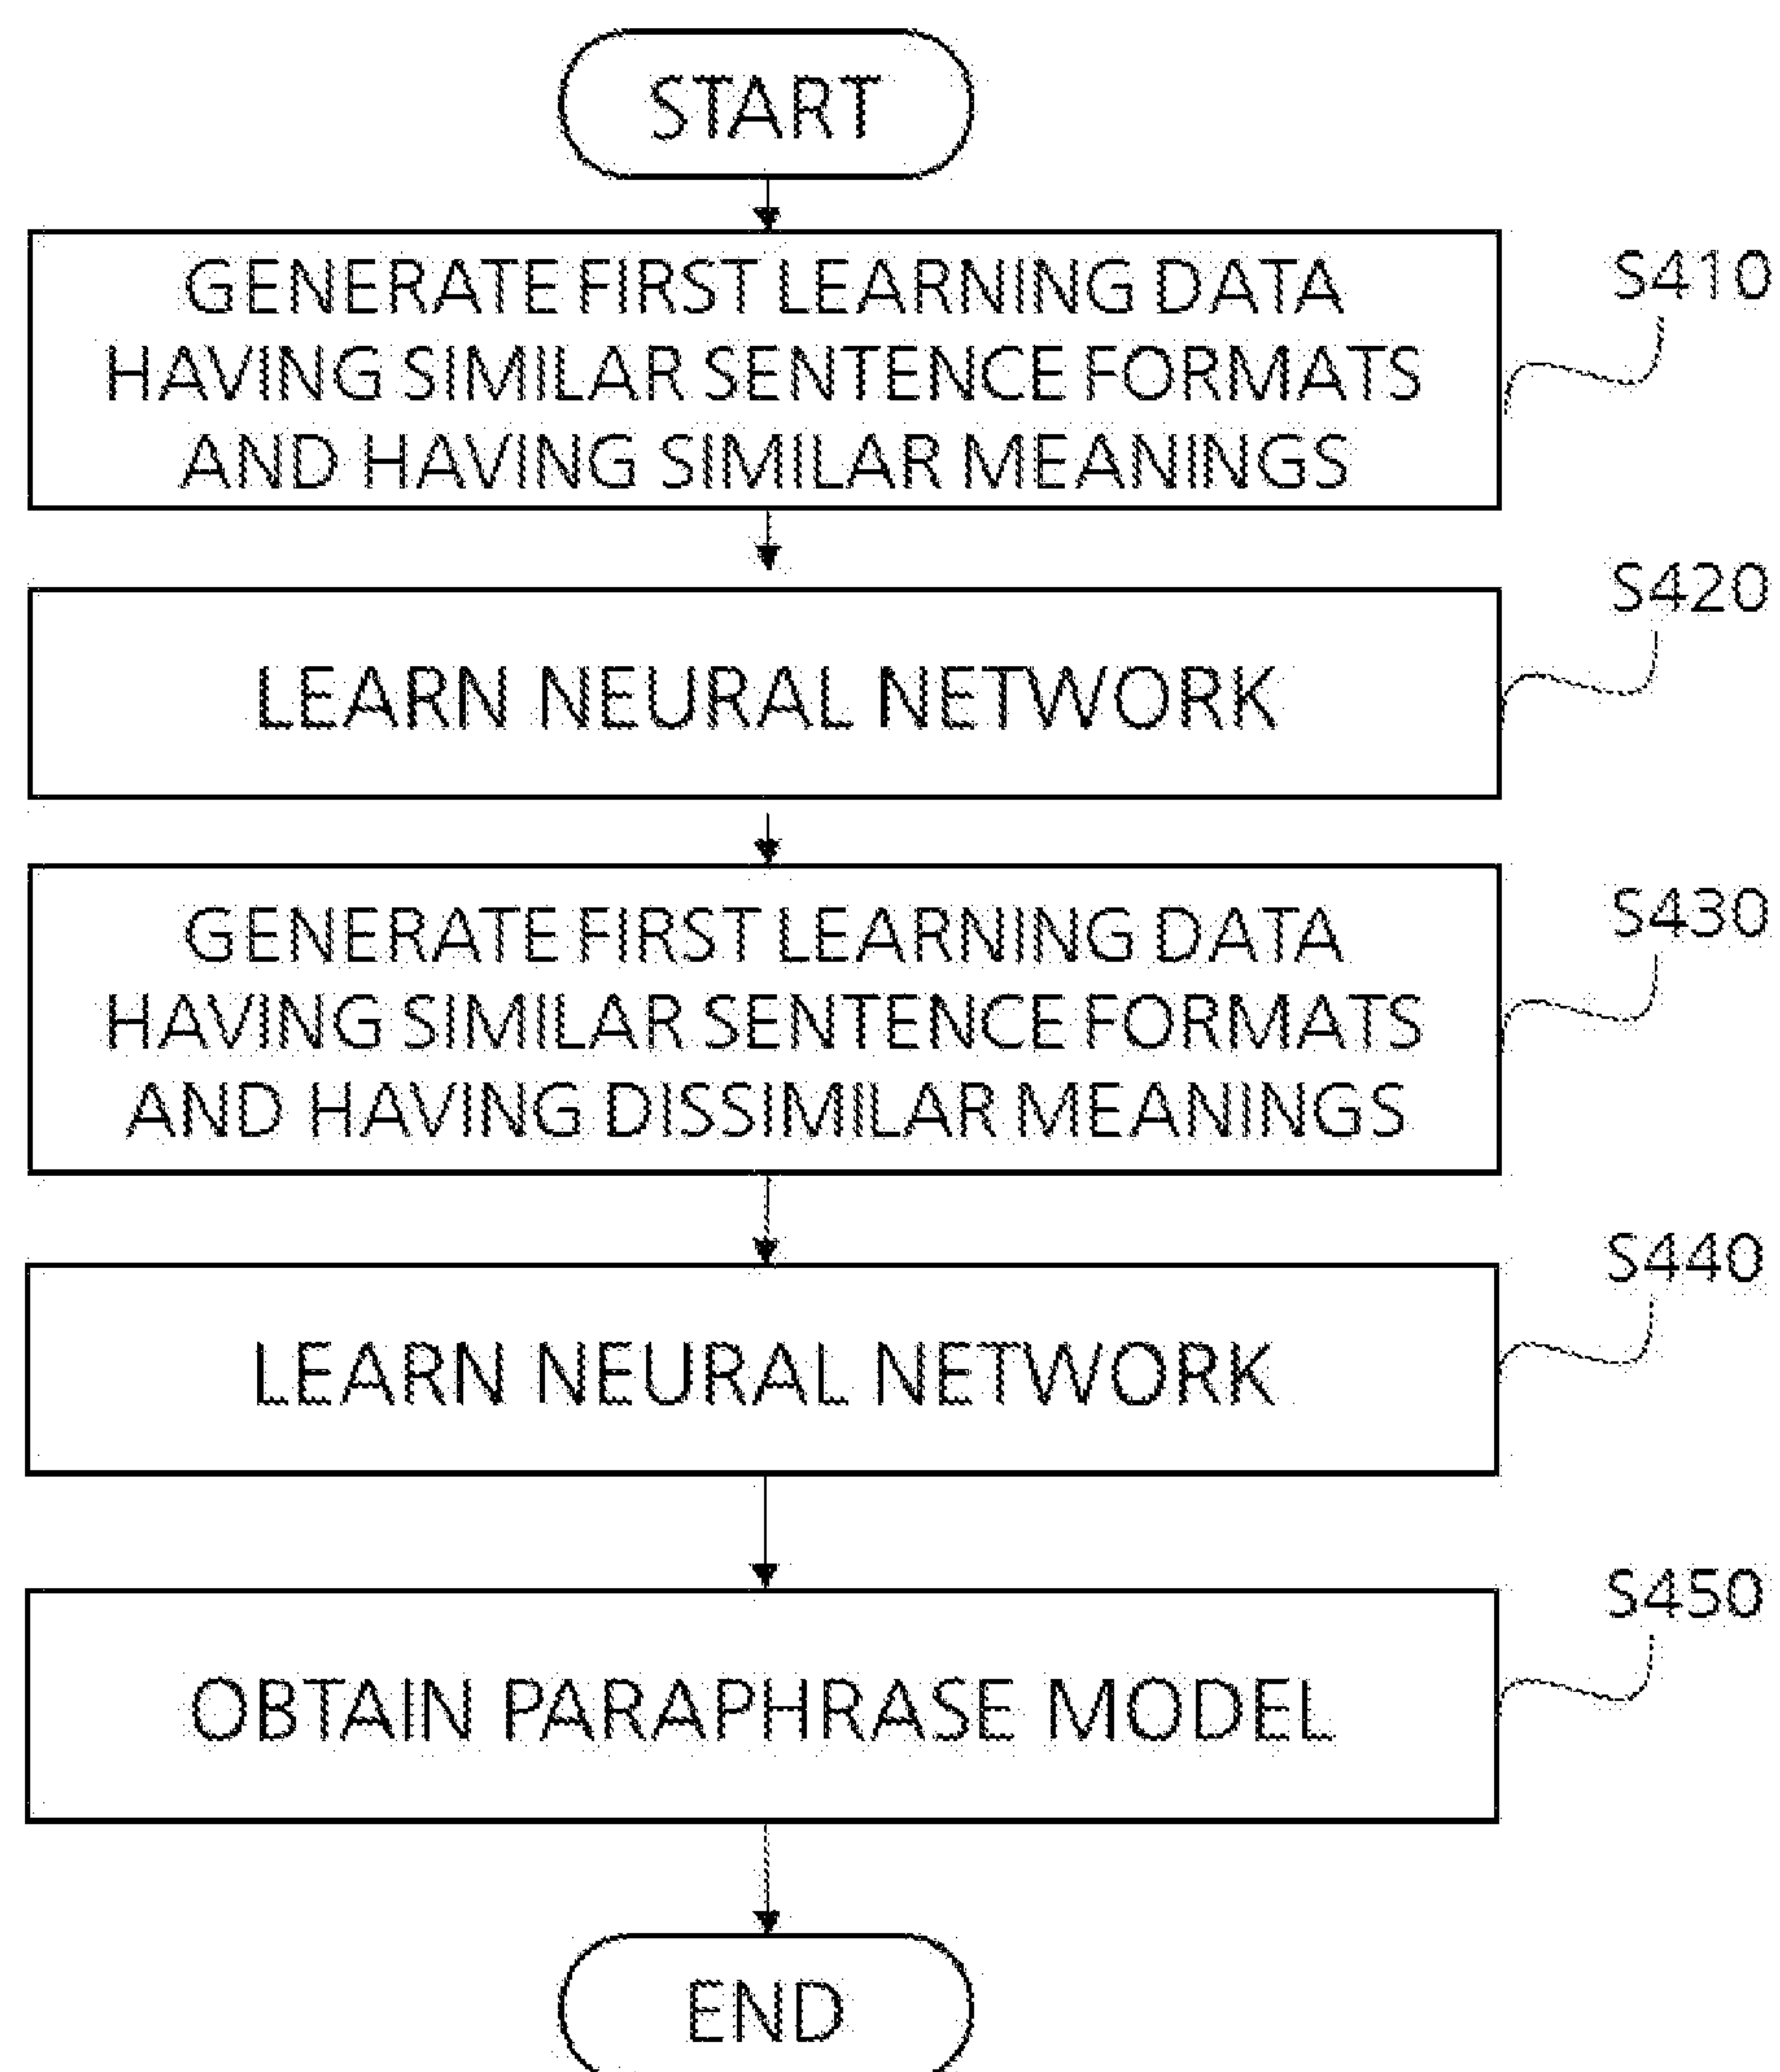 START
GENERATE FIRST LEARNING DATA
HAVING SIMILAR SENTENCE FORMATS
AND HAVING SIMILAR MEANINGS
S410
LEARN NEURAL NETWORK
S420
GENERATE FIRST LEARNING DATA
HAVING SIMILAR SENTENCE FORMATS
AND HAVING DISSIMILAR MEANINGS
S430
LEARN NEURAL NETWORK
S440
OBTAIN PARAPHRASE MODEL
S450
END